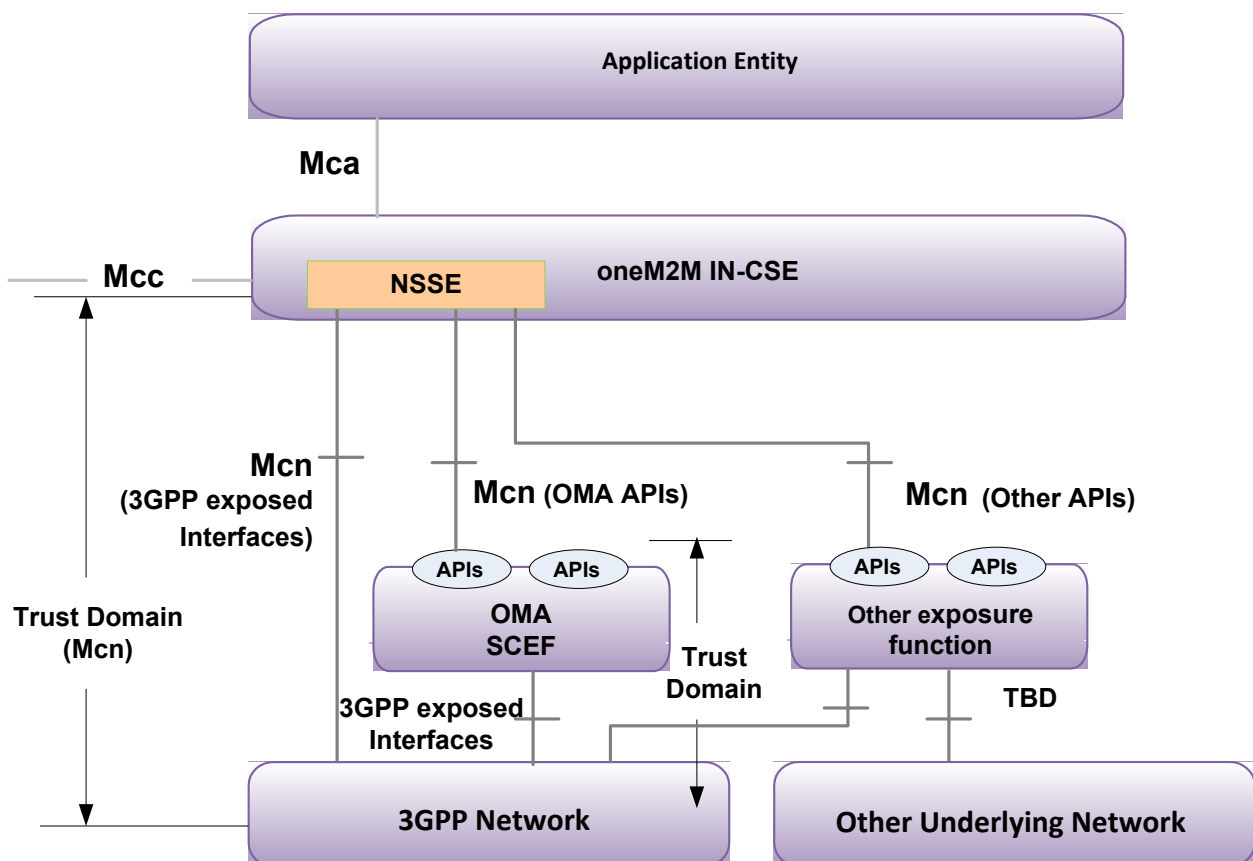 Application Entity
Mca
Mcc
NSSE
oneM2M IN-CSE
Mcn
(3GPP exposed
Interfaces)
Mcn (OMA APIs)
Mcn (Other APIs)
APIs
APIs
APIs
APIs
OMA
SCEF
Other exposure
function
Trust Domain
(Mcn)
Trust
Domain
3GPP exposed
Interfaces
TBD
3GPP Network
Other Underlying Network